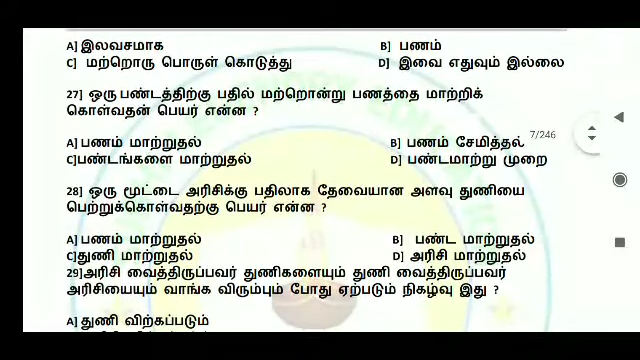 A] இலவசமாக B] பணம்
C] மற்றொரு பொருள் கொடுத்து D] இவை எதுவும் இல்லை
27] ஒரு பண்டத்திற்கு பதில் மற்றொன்று பணத்தை மாற்றிக்
கொள்வதன் பெயர் என்ன ?
A] பணம் மாற்றுதல் B] பணம் சேமித்தல்
7/246
C]பண்டங்களை மாற்றுதல் D] பண்டமாற்று முறை
28] ஒரு மூட்டை அரிசிக்கு பதிலாக தேவையான அளவு துணியை
பெற்றுக்கொள்வதற்கு பெயர் என்ன ?
A] பணம் மாற்றுதல் B] பண்ட மாற்றுதல்
C]துணி மாற்றுதல் D] அரிசி மாற்றுதல்
29]அரிசி வைத்திருப்பவர் துணிகளையும் துணி வைத்திருப்பவர்
அரிசியையும் வாங்க விரும்பும் போது ஏற்படும் நிகழ்வு இது ?
A] துணி விற்கப்படும்